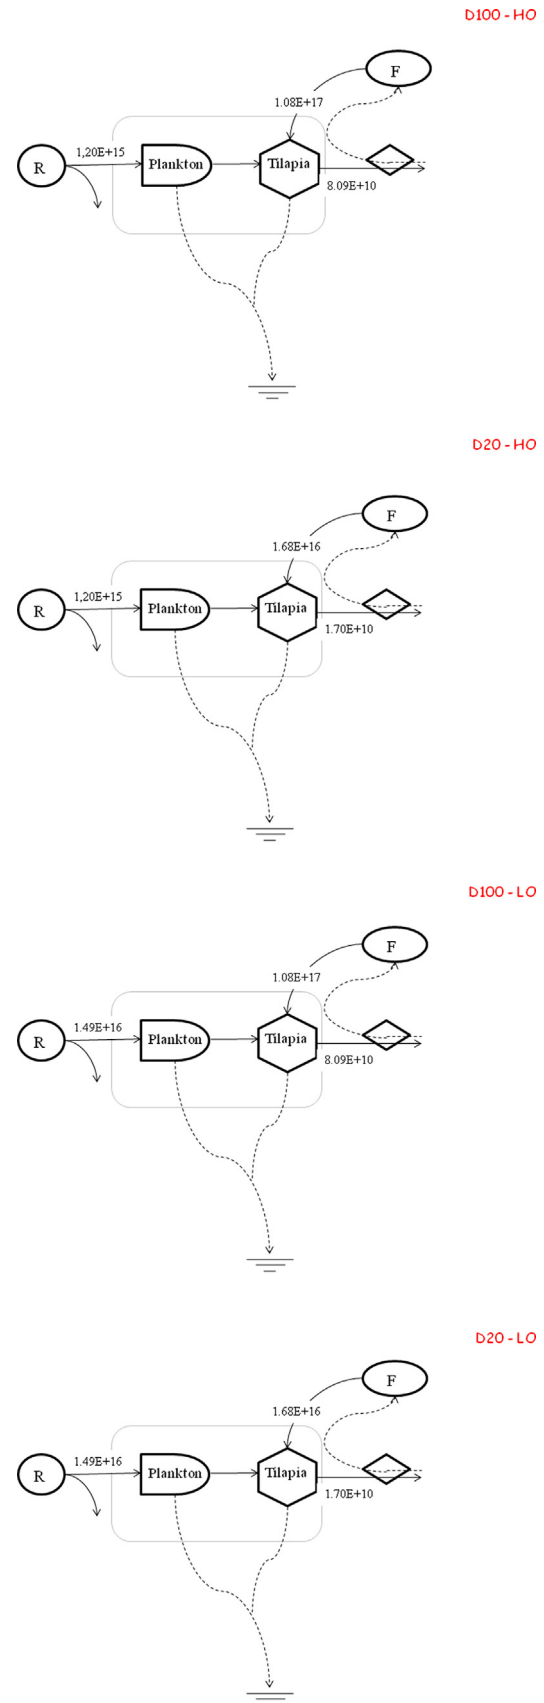 D100 - HO
F
1.08E+17
R
1,20E+15
Plankton
Tilapia
8.09E+10
D20 - HO
F
1.68E+16
R
1,20E+15
Plankton
Tilapia
1.70E+10
D100 - LO
F
1.08E+17
R
1.49E+16
Plankton
Tilapia
8.09E+10
D20 - LO
F
1.68E+16
R
1.49E+16
Plankton
Tilapia
1.70E+10